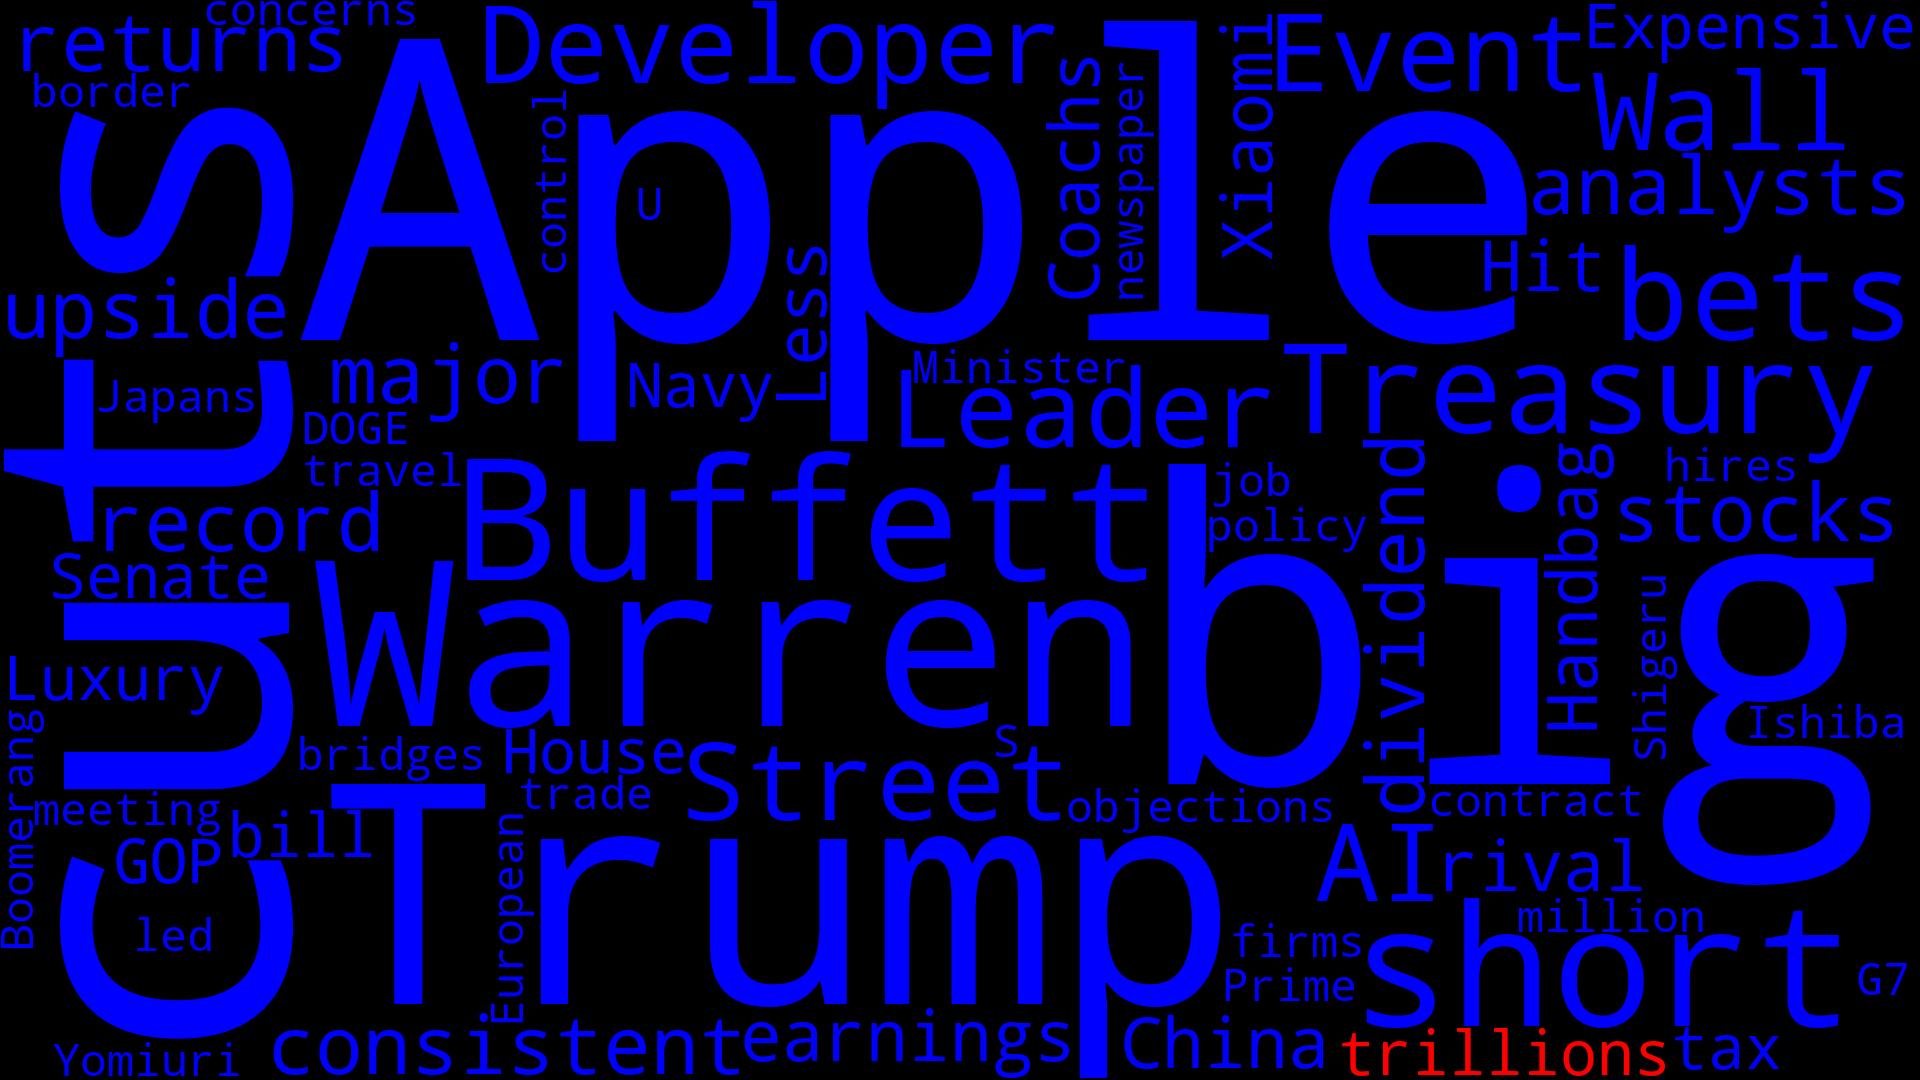 concerns
returns
border
Developer
Event
Expensive
Wall
Apple
cuts
control
U
Coachs
newspaper
Xiaomi
analysts
Hit
bets
upside
Less
major
Navy
Minister
Leader
Treasury
Japans
DOGE
travel
Buffett
job
policy
dividend
Handbag
hires
stocks
record
Senate
Warren
big
Shigeru
Ishiba
Luxury
Boomerang
bridges
House
S
Street
trade
objections
contract
meeting
GOP
bill
Trump
European
AI
rival
led
million
firms
short
Prime
G7
Yomiuri
consistent
earnings
China
trillions
tax